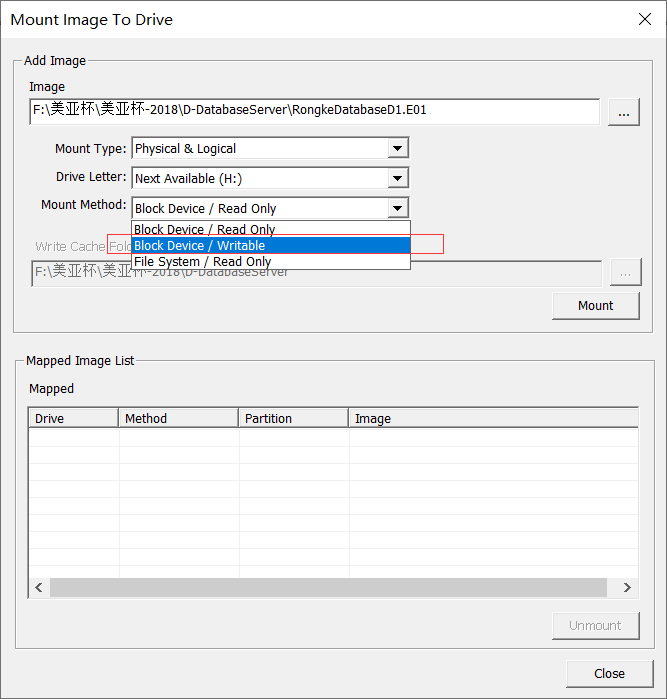 Mount Image To Drive
Add Image
Image
F:\美亚杯\美亚杯-2018\D-DatabaseServer\RongkeDatabaseD1.E01
...
Mount Type: Physical & Logical
Drive Letter: Next Available (H:)
Mount Method: Block Device / Read Only
Block Device / Read Only
Write Cache Fol
Block Device / Writable
File System / Read Only
F:\美亚杯\美亚杯-2018\D-DatabaseServer
...
Mount
Mapped Image List
Mapped
Drive Method Partition Image
Unmount
Close